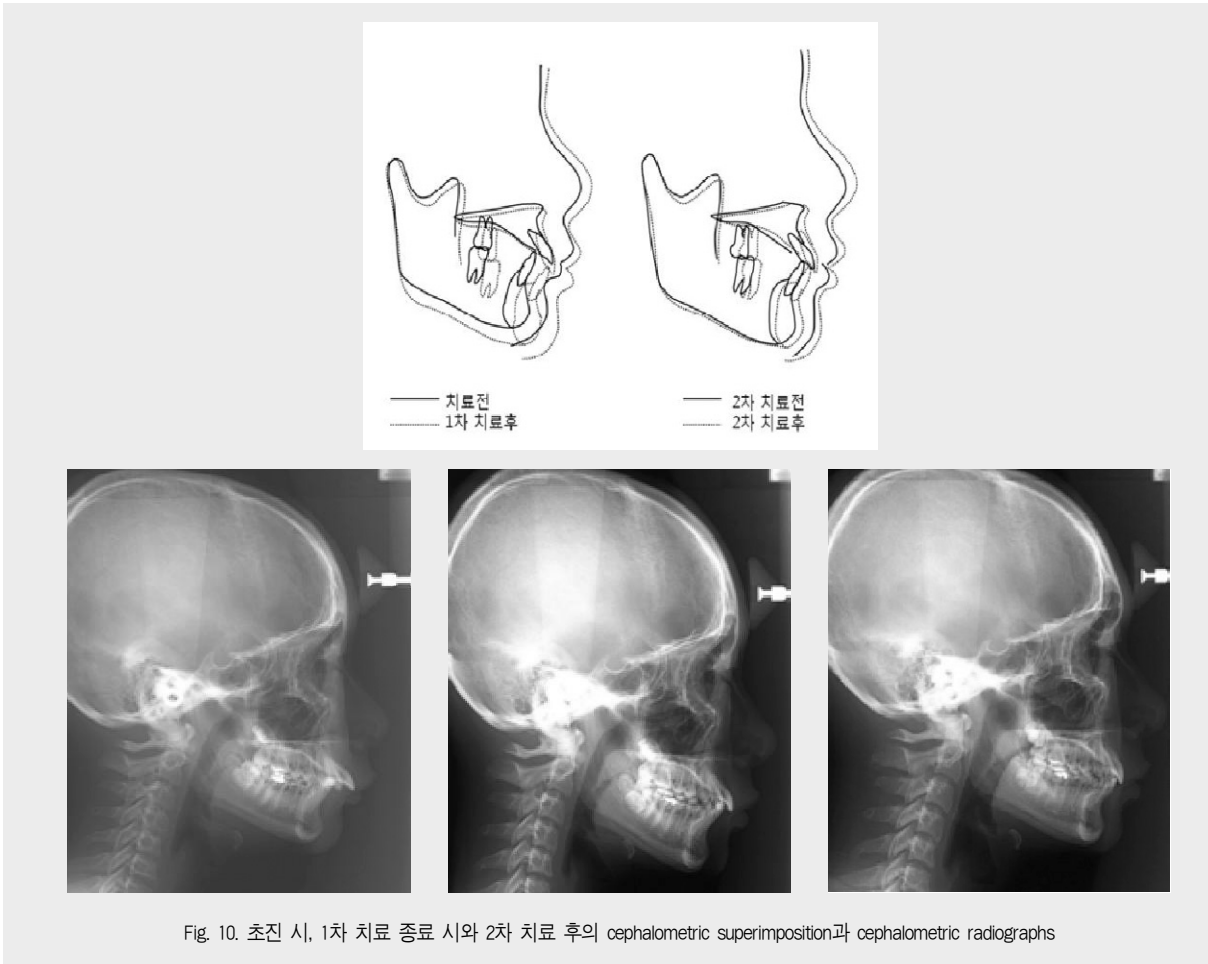 치료전
1차 치료후
2차 치료전
2차 치료후
Fig. 10. 초진 시, 1차 치료 종료 시와 2차 치료 후의 cephalometric superimposition과 cephalometric radiographs